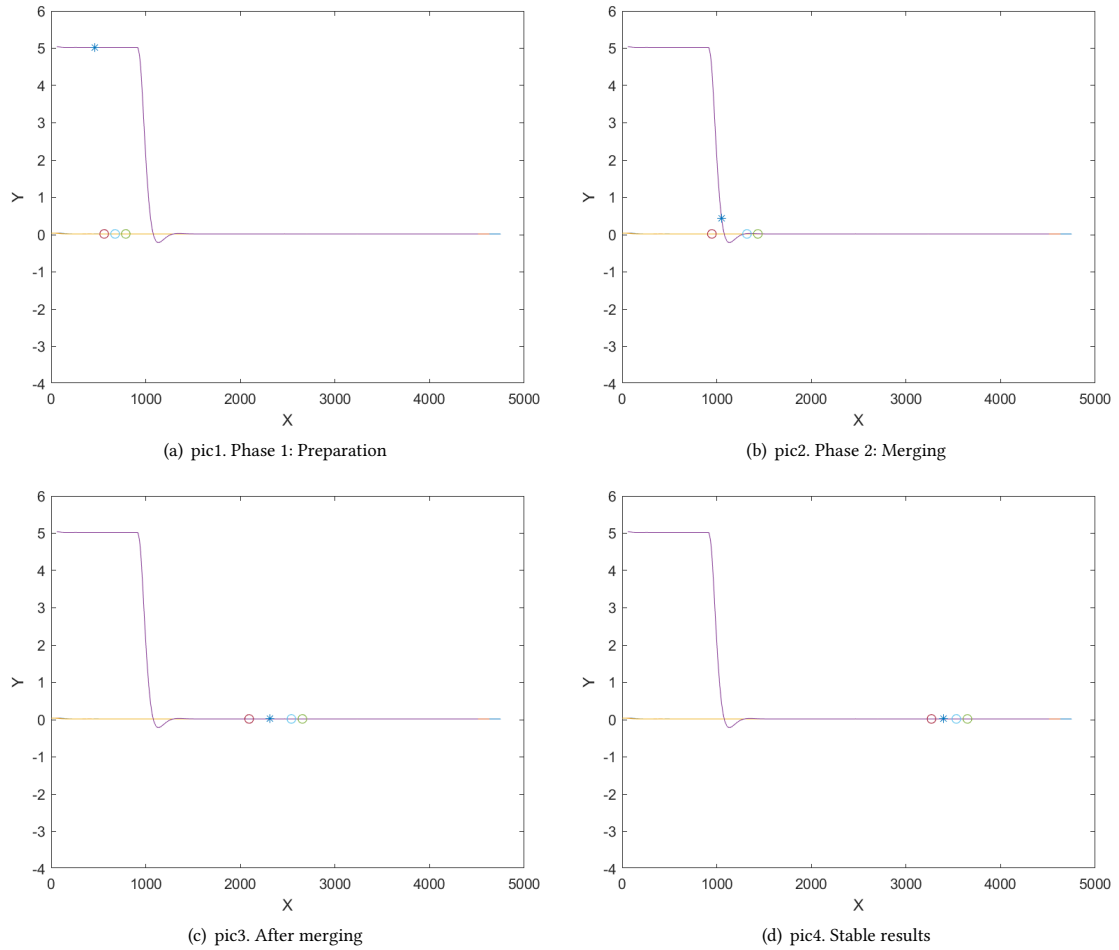 6
5
4
3
2
1
0
-1
-2
-3
-4
Y
0 1000 2000 3000 4000 5000
X
(a) pic1. Phase 1: Preparation
6
5
4
3
2
1
0
-1
-2
-3
-4
Y
0 1000 2000 3000 4000 5000
X
(b) pic2. Phase 2: Merging
6
5
4
3
2
1
0
-1
-2
-3
-4
Y
0 1000 2000 3000 4000 5000
X
(c) pic3. After merging
6
5
4
3
2
1
0
-1
-2
-3
-4
Y
0 1000 2000 3000 4000 5000
X
(d) pic4. Stable results